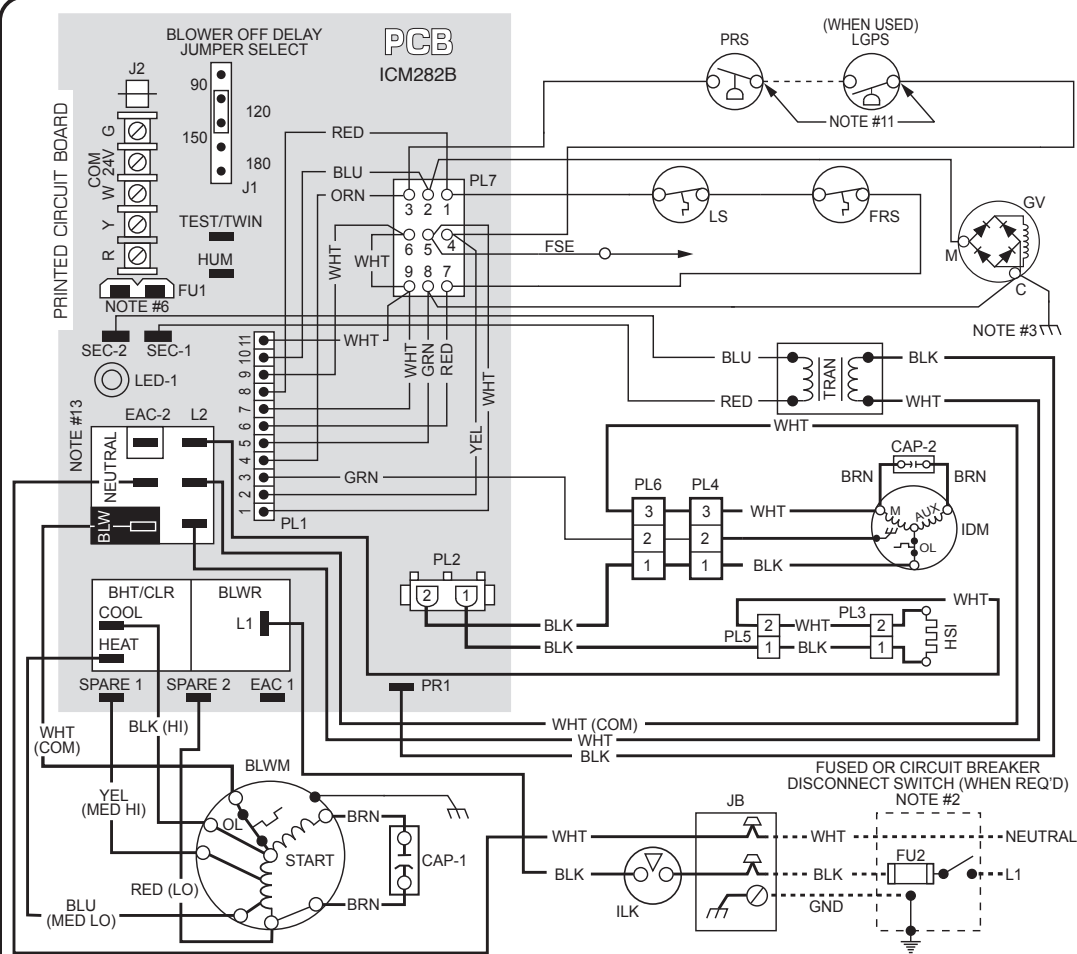 BLOWER OFF DELAY
JUMPER SELECT
PCB
ICM282B
J2
90
120
150
180
J1
PRINTED CIRCUIT BOARD
G
COM
24V
W
Y
R
TEST/TWIN
HUM
FU1
NOTE #6
SEC-2
SEC-1
LED-1
(WHEN USED)
PRS
LGPS
NOTE #11
RED
BLU
ORN
PL7
3 2 1
6 5 4
9 8 7
LS
FRS
GV
M
C
FSE
NOTE #3
WHT
WHT
WHT
WHT
GRN
RED
WHT
YEL
11
10
9
8
7
6
5
4
3
2
1
PL1
GRN
BLU
RED
TRAN
BLK
WHT
WHT
NOTE #13
EAC-2
L2
NEUTRAL
BLW
CAP-2
BRN
BRN
M
AUX
OL
IDM
PL6
PL4
3
3
WHT
2
2
1
1
BLK
PL2
2
1
BLK
BLK
WHT
PL3
PL5
2
WHT
2
1
BLK
1
HSI
BHT/CLR
BLWR
COOL
L1
HEAT
SPARE 1
SPARE 2
EAC 1
PR1
WHT
(COM)
BLK (HI)
WHT (COM)
WHT
BLK
YEL
(MED HI)
BLWM
OL
START
BRN
CAP-1
BRN
RED (LO)
BLU
(MED LO)
FUSED OR CIRCUIT BREAKER
DISCONNECT SWITCH (WHEN REQ'D)
NOTE #2
JB
WHT
WHT
NEUTRAL
BLK
BLK
FU2
L1
ILK
GND